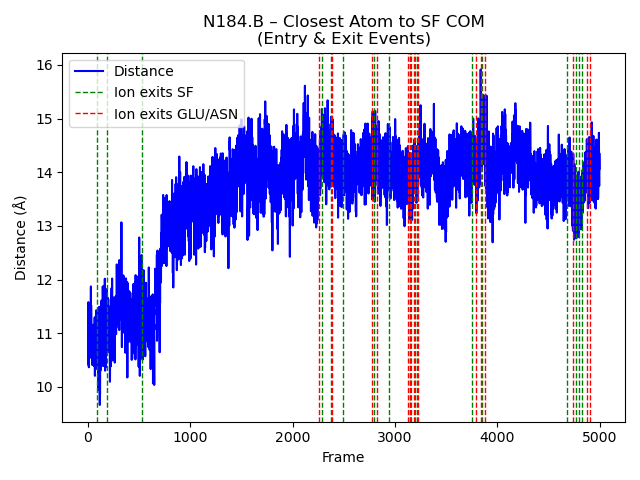 N184.B – Closest Atom to SF COM
(Entry & Exit Events)
Distance
Ion exits SF
Ion exits GLU/ASN
Distance (Å)
16
15
14
13
12
11
10
0
1000
2000
3000
4000
5000
Frame